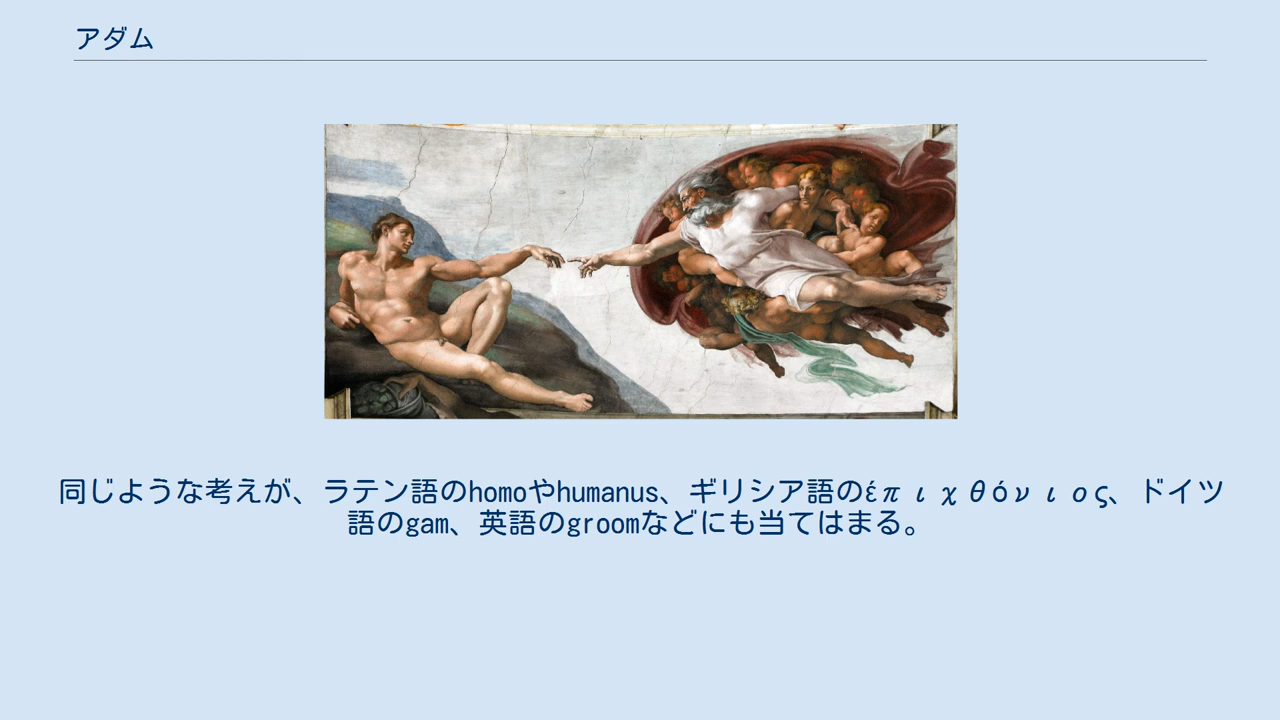 アダム
同じような考えが、ラテン語のhomoやhumanus、ギリシア語のέπιχθόνιος、ドイツ
語のgam、英語のgroomなどにも当てはまる。